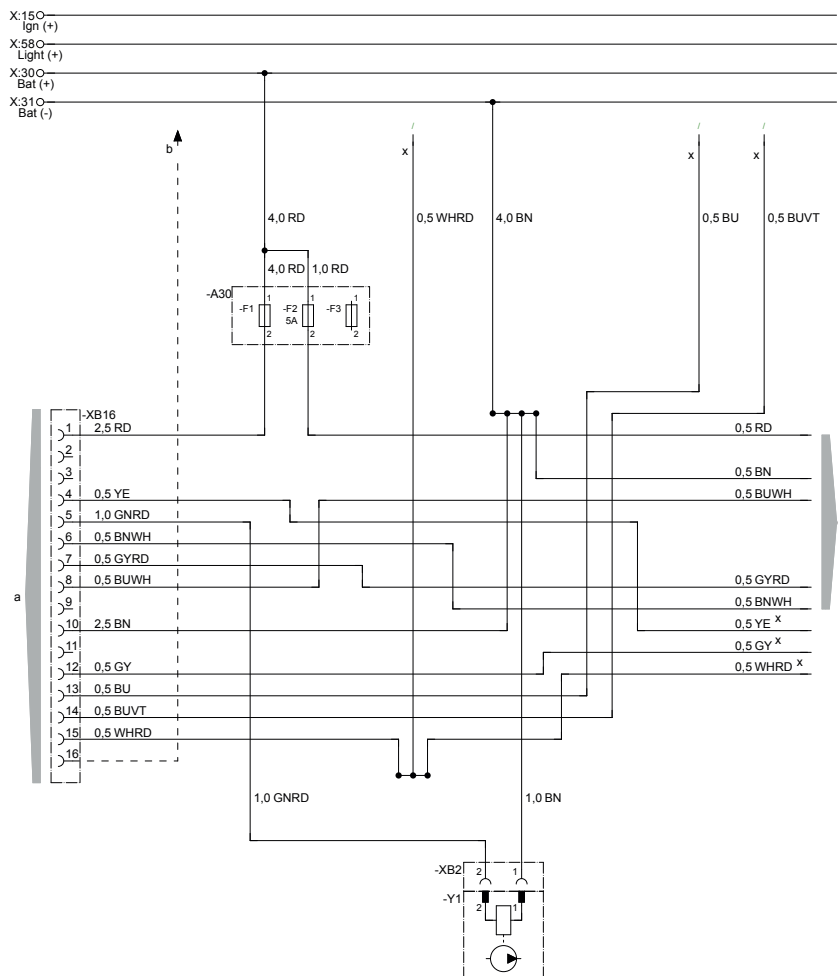 X:15
Ign (+)
X:58
Light (+)
X:30
Bat (+)
X:31
Bat (-)
b
x
x
x
4,0 RD
0,5 WHRD
4,0 BN
0,5 BU
0,5 BUVT
4,0 RD
1,0 RD
-A30
1
1
1
-F1
-F2
-F3
5A
2
2
2
-XB16
1
2,5 RD
0,5 RD
2
3
0,5 BN
4
0,5 YE
0,5 BUWH
5
1,0 GNRD
6
0,5 BNWH
7
0,5 GYRD
8
0,5 BUWH
0,5 GYRD
a
9
0,5 BNWH
10
2,5 BN
0,5 YE x
11
0,5 GY x
12
0,5 GY
0,5 WHRD x
13
0,5 BU
14
0,5 BUVT
15
0,5 WHRD
16
1,0 GNRD
1,0 BN
-XB2
2
1
-Y1
2
1